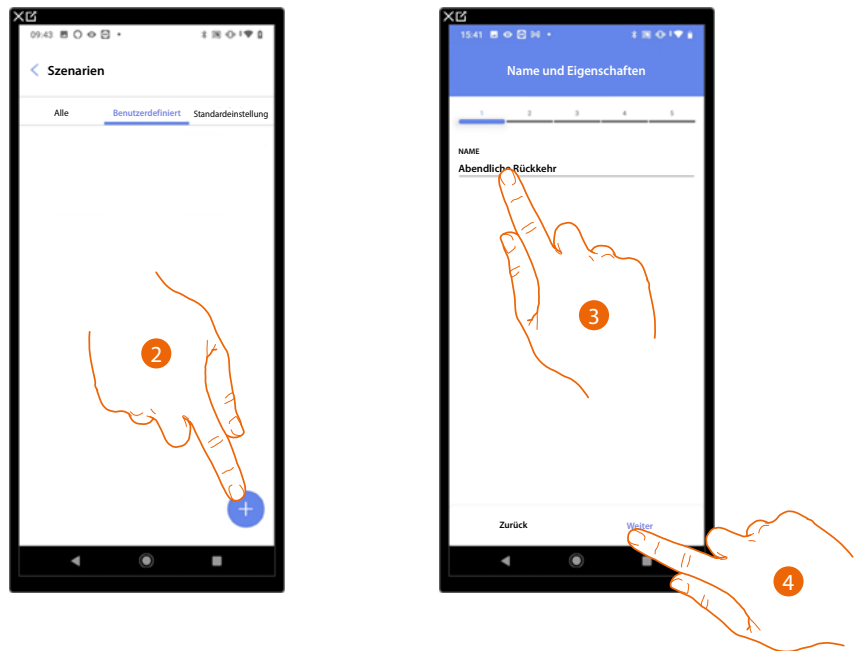 09:43
Szenarien
Alle
Benutzerdefiniert
Standardeinstellung
2
+
15:41
Name und Eigenschaften
1 2 3 4 5
NAME
Abendliche Rückkehr
3
Zurück
Weiter
4